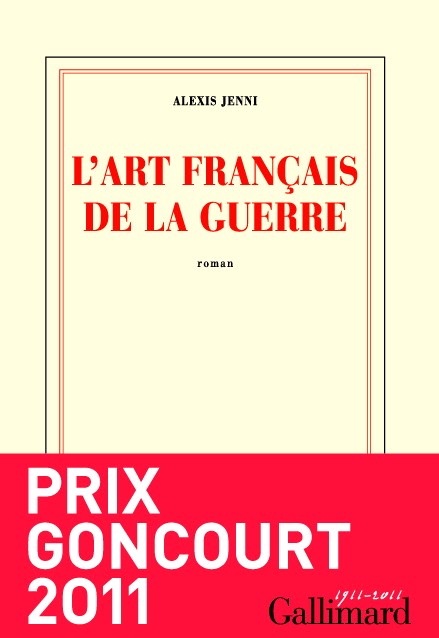 ALEXIS JENNI
L'ART FRANÇAIS
DE LA GUERRE
roman
PRIX
GONCOURT
2011
1911-2011
Gallimard